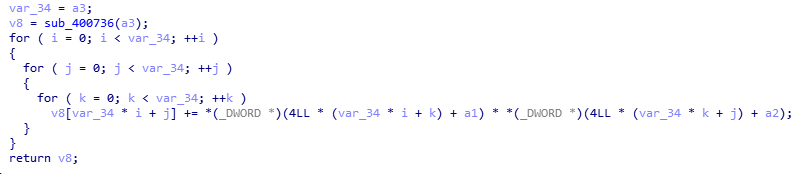 var_34 = a3;
v8 = sub_400736(a3);
for ( i = 0; i < var_34; ++i )
{
for ( j = 0; j < var_34; ++j )
{
for ( k = 0; k < var_34; ++k )
v8[var_34 * i + j] += *(_DWORD *)(4LL * (var_34 * i + k) + a1) * *(_DWORD *)(4LL * (var_34 * k + j) + a2);
}
}
return v8;